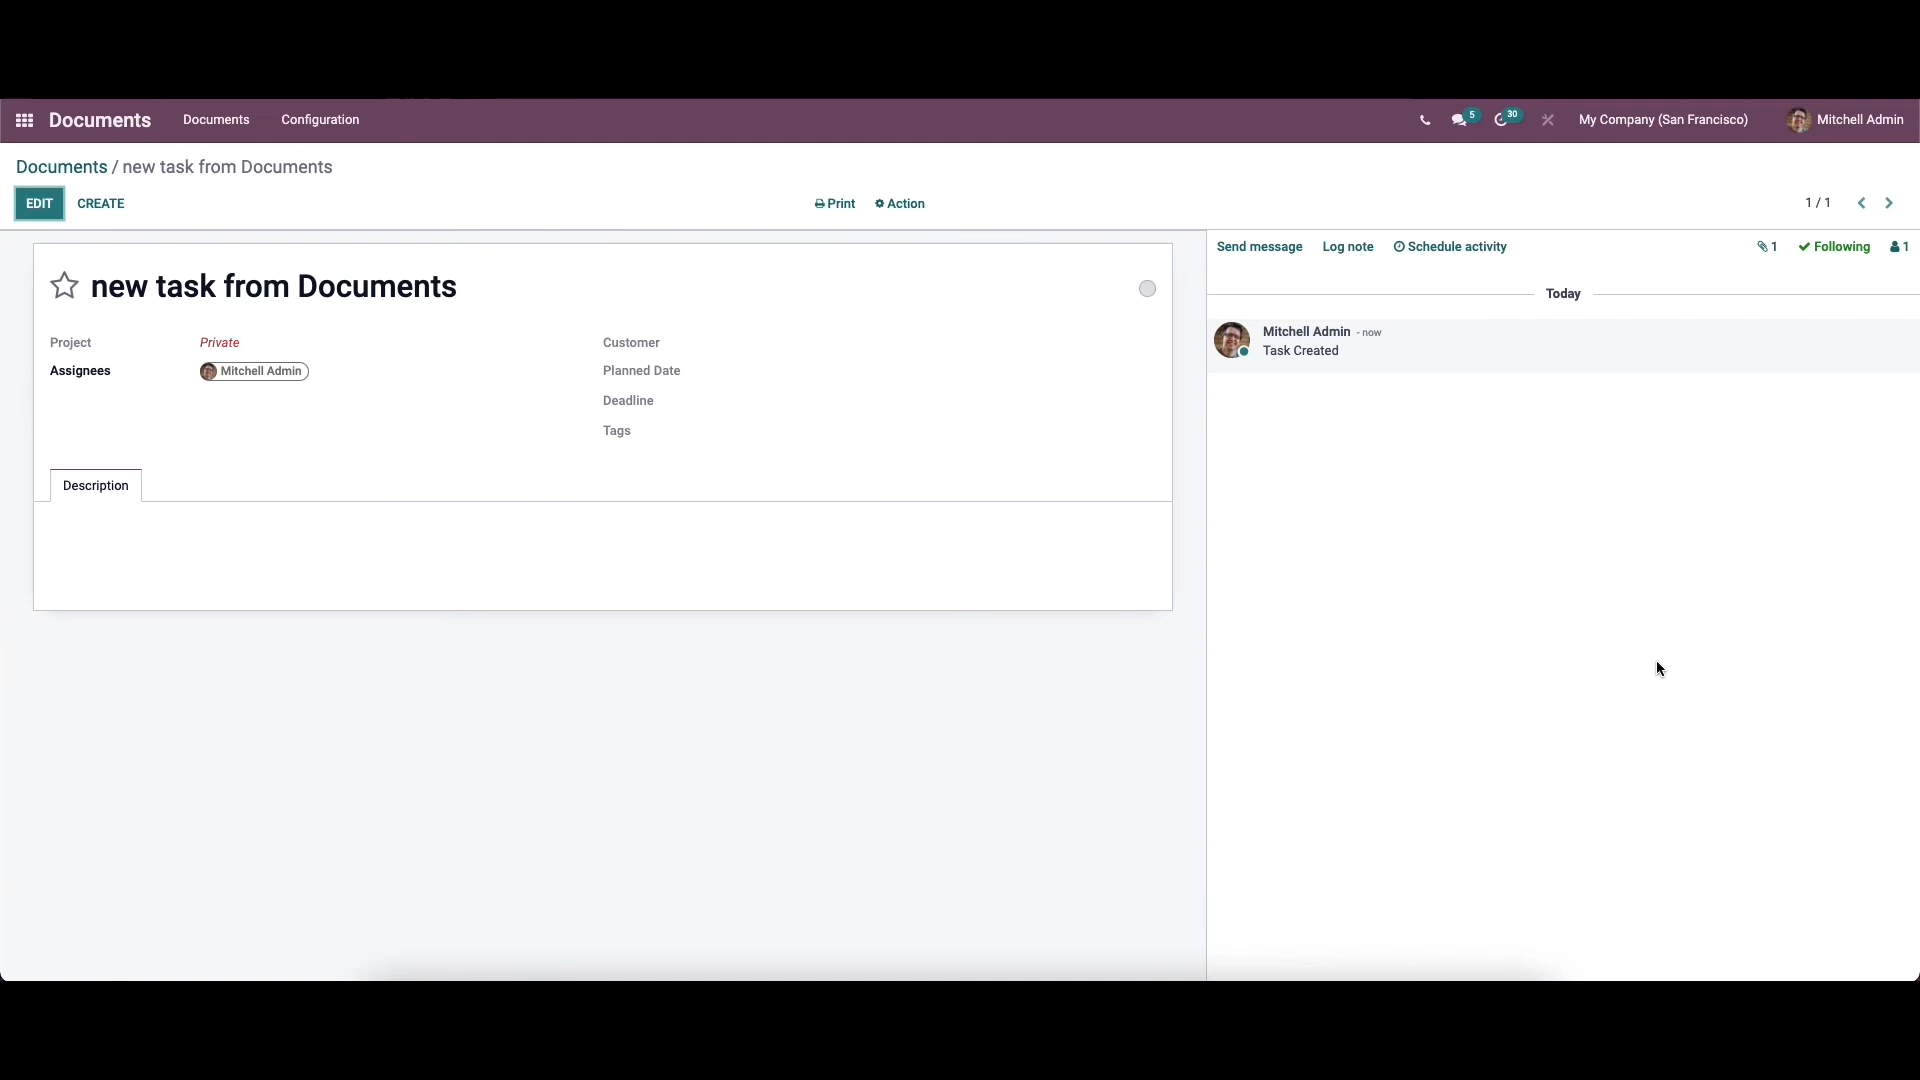 Documents Documents Configuration 5 30 My Company (San Francisco) Mitchell Admin
Documents / new task from Documents
EDIT CREATE Print Action 1 / 1
Send message Log note Schedule activity 1 Following 1
new task from Documents
Today
Project Private Customer
Mitchell Admin - now
Task Created
Assignees Mitchell Admin Planned Date
Deadline
Tags
Description